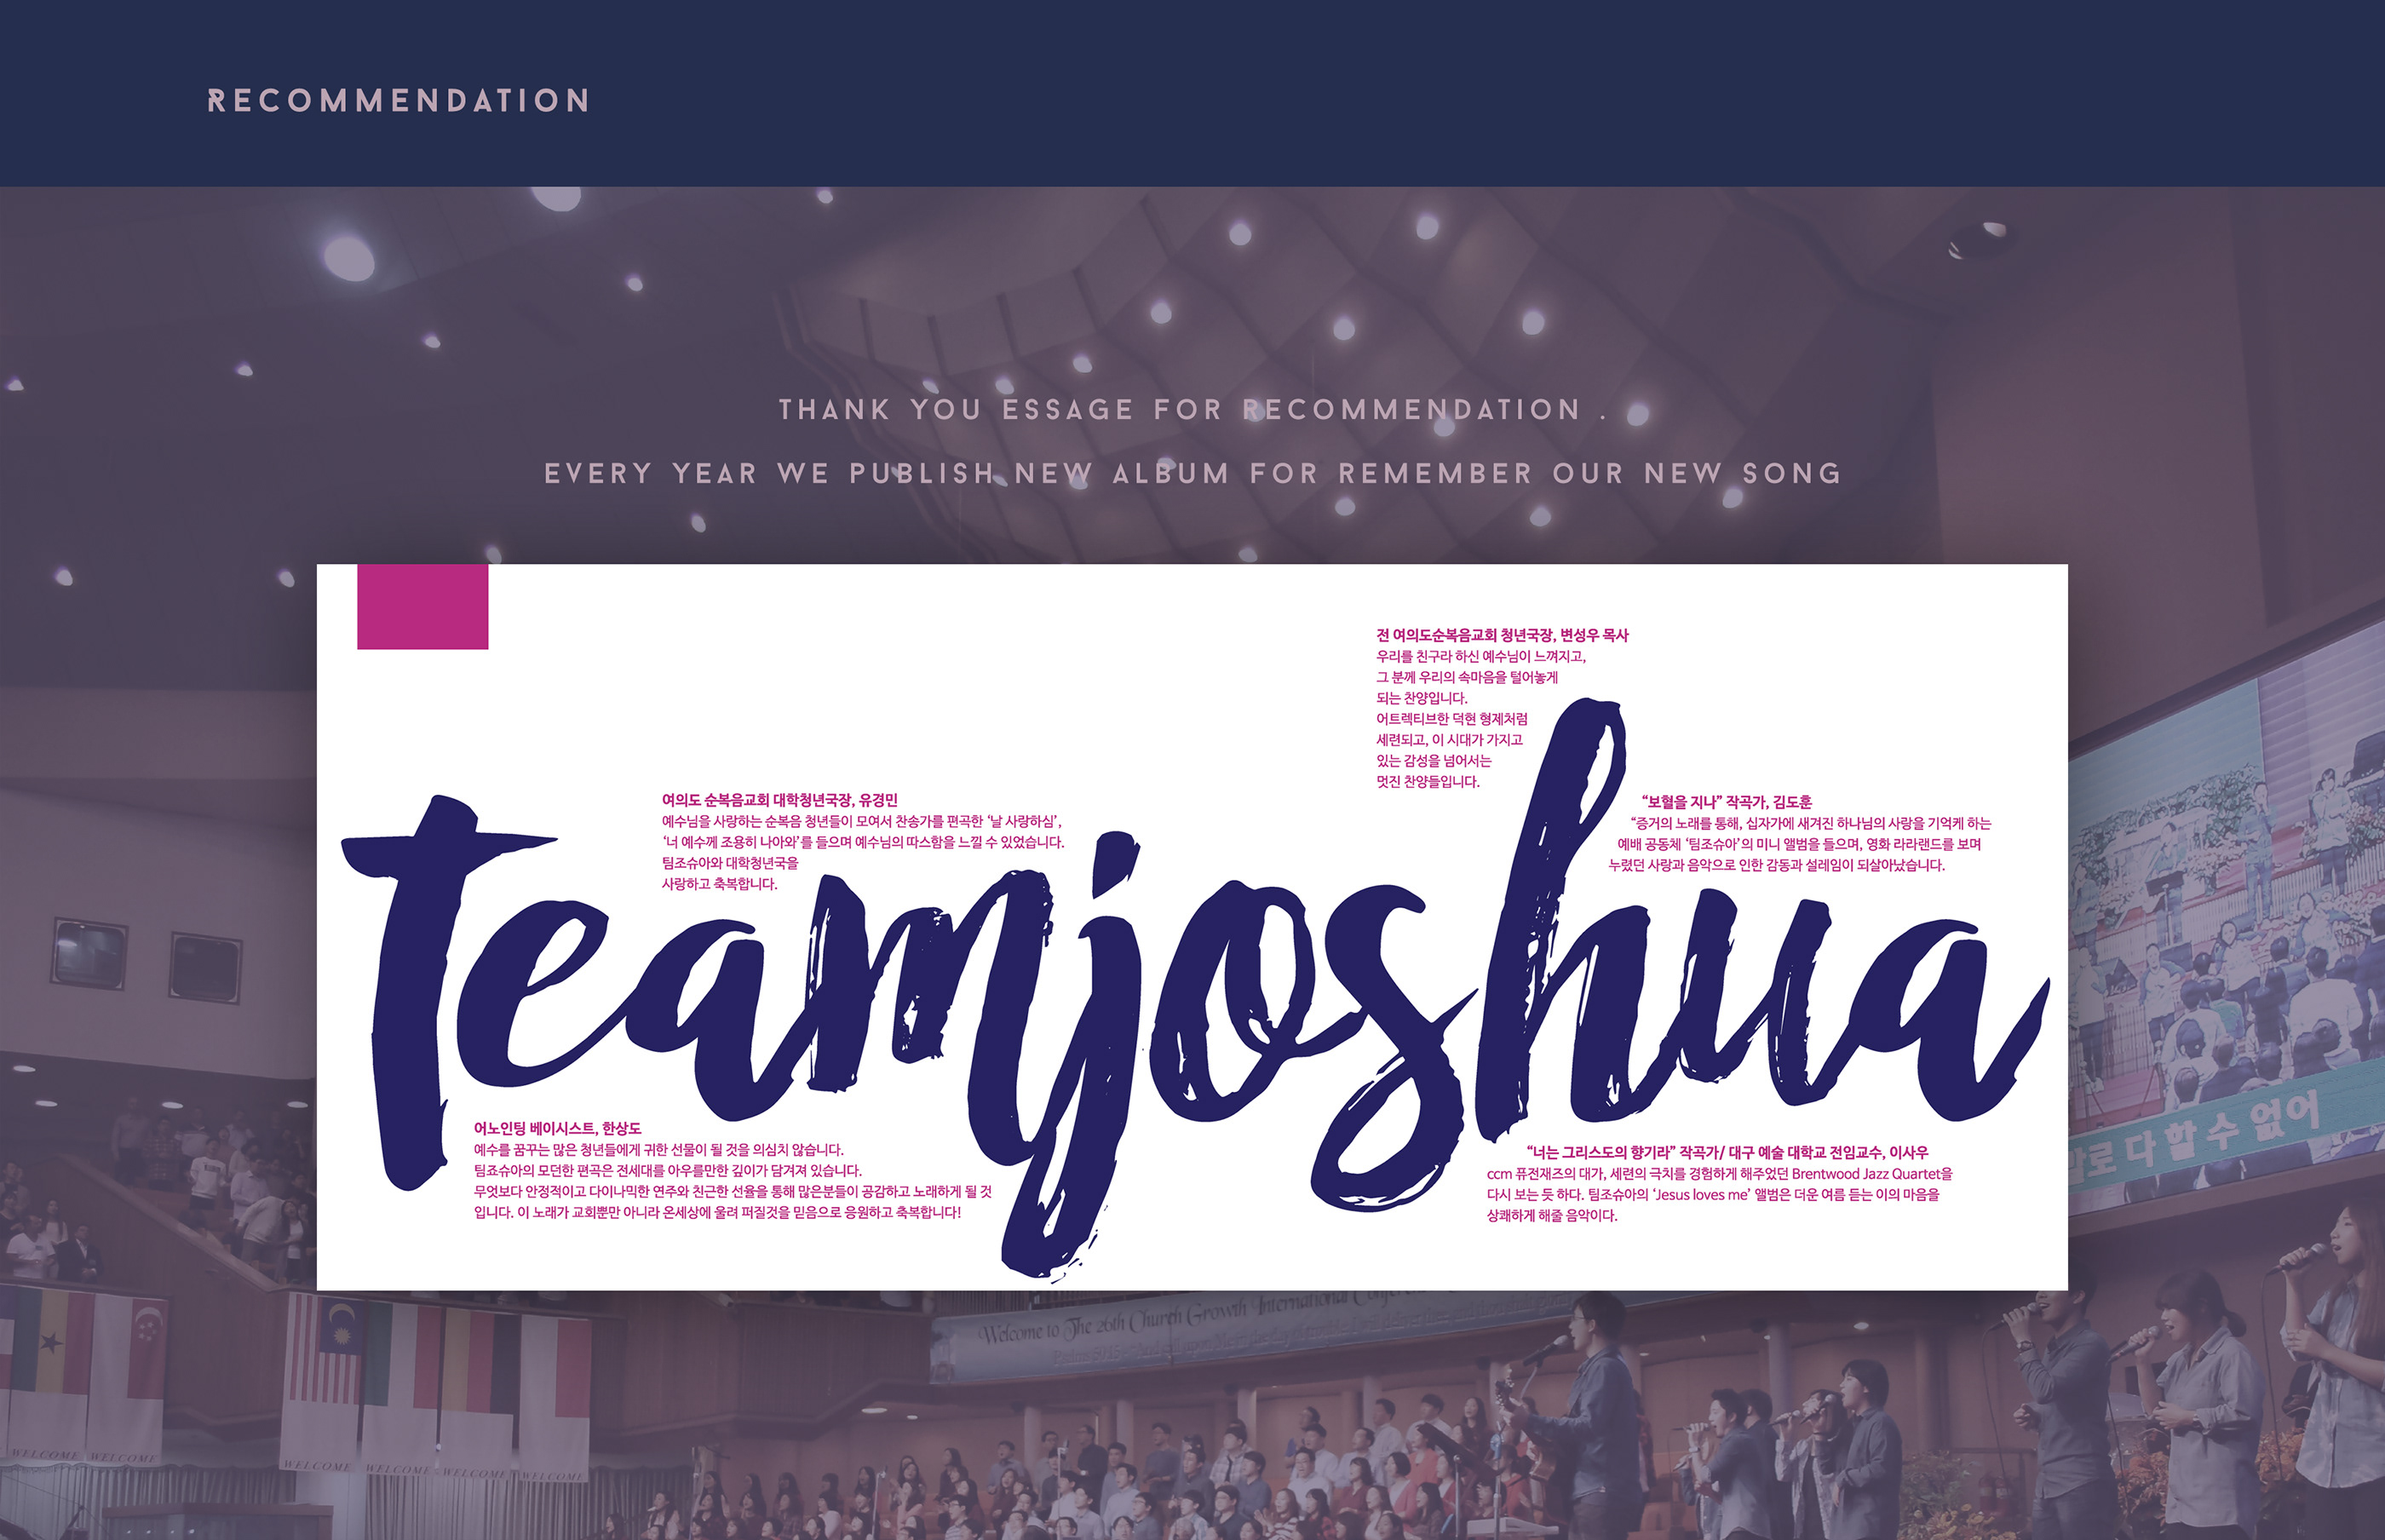 RECOMMENDATION
THANK YOU ESSAGE FOR RECOMMENDATION .
EVERY YEAR WE PUBLISH NEW ALBUM FOR REMEMBER OUR NEW SONG
전 여의도순복음교회 청년국장, 변성우 목사
우리를 친구라 하신 예수님이 느껴지고,
그 분께 우리의 속마음을 털어놓게
되는 찬양입니다.
어트렉티브한 덕현 형제처럼
세련되고, 이 시대가 가지고
있는 감성을 넘어서는
멋진 찬양들입니다.
여의도 순복음교회 대학청년국장, 유경민
예수님을 사랑하는 순복음 청년들이 모여서 찬송가를 편곡한 ‘날 사랑하심’,
‘너 예수께 조용히 나아와’를 들으며 예수님의 따스함을 느낄 수 있었습니다.
팀조슈아와 대학청년국을
사랑하고 축복합니다.
“보혈을 지나” 작곡가, 김도훈
“증거의 노래를 통해, 십자가에 새겨진 하나님의 사랑을 기억케 하는
예배 공동체 ‘팀조슈아’의 미니 앨범을 들으며, 영화 라라랜드를 보며
누렸던 사랑과 음악으로 인한 감동과 설레임이 되살아났습니다.
teamjoshua
어노인팅 베이시스트, 한상도
예수를 꿈꾸는 많은 청년들에게 귀한 선물이 될 것을 의심치 않습니다.
팀죠슈아의 모던한 편곡은 전세대를 아우를만한 깊이가 담겨져 있습니다.
무엇보다 안정적이고 다이나믹한 연주와 친근한 선율을 통해 많은분들이 공감하고 노래하게 될 것
입니다. 이 노래가 교회뿐만 아니라 온세상에 울려 퍼질것을 믿음으로 응원하고 축복합니다!
“너는 그리스도의 향기라” 작곡가/ 대구 예술 대학교 전임교수, 이사우
ccm 퓨전재즈의 대가, 세련의 극치를 경험하게 해주었던 Brentwood Jazz Quartet을
다시 보는 듯 하다. 팀조슈아의 ‘Jesus loves me’ 앨범은 더운 여름 듣는 이의 마음을
상쾌하게 해줄 음악이다.
로 다 할 수 없어
Welcome to The 26th Church Growth International
WELCOME WELCOME
WELCOME WELCOME WELCOME WELCOME